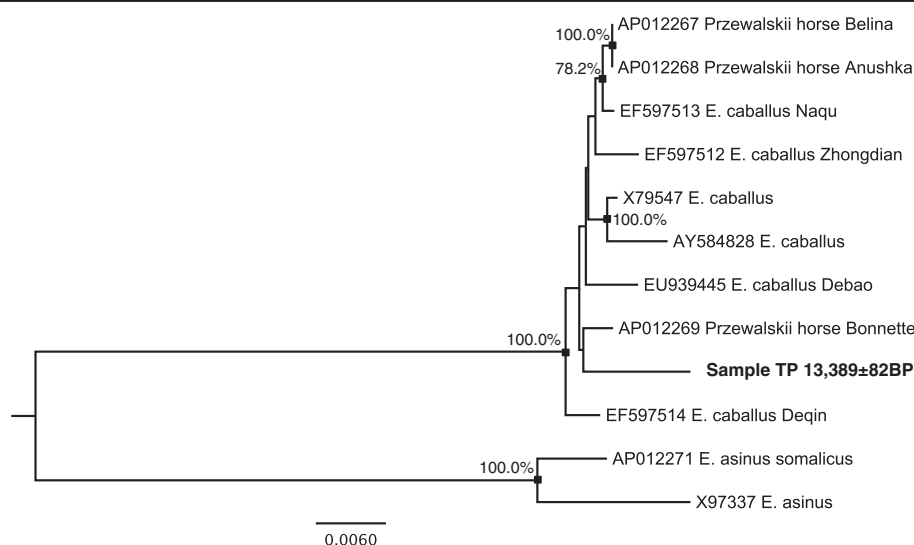 AP012267 Przewalskii horse Belina
100.0%
AP012268 Przewalskii horse Anushka
78.2%
EF597513 E. caballus Naqu
EF597512 E. caballus Zhongdian
X79547 E. caballus
100.0%
AY584828 E. caballus
EU939445 E. caballus Debao
AP012269 Przewalskii horse Bonnette
100.0%
Sample TP 13,389±82BP
EF597514 E. caballus Deqin
AP012271 E. asinus somalicus
100.0%
X97337 E. asinus
0.0060